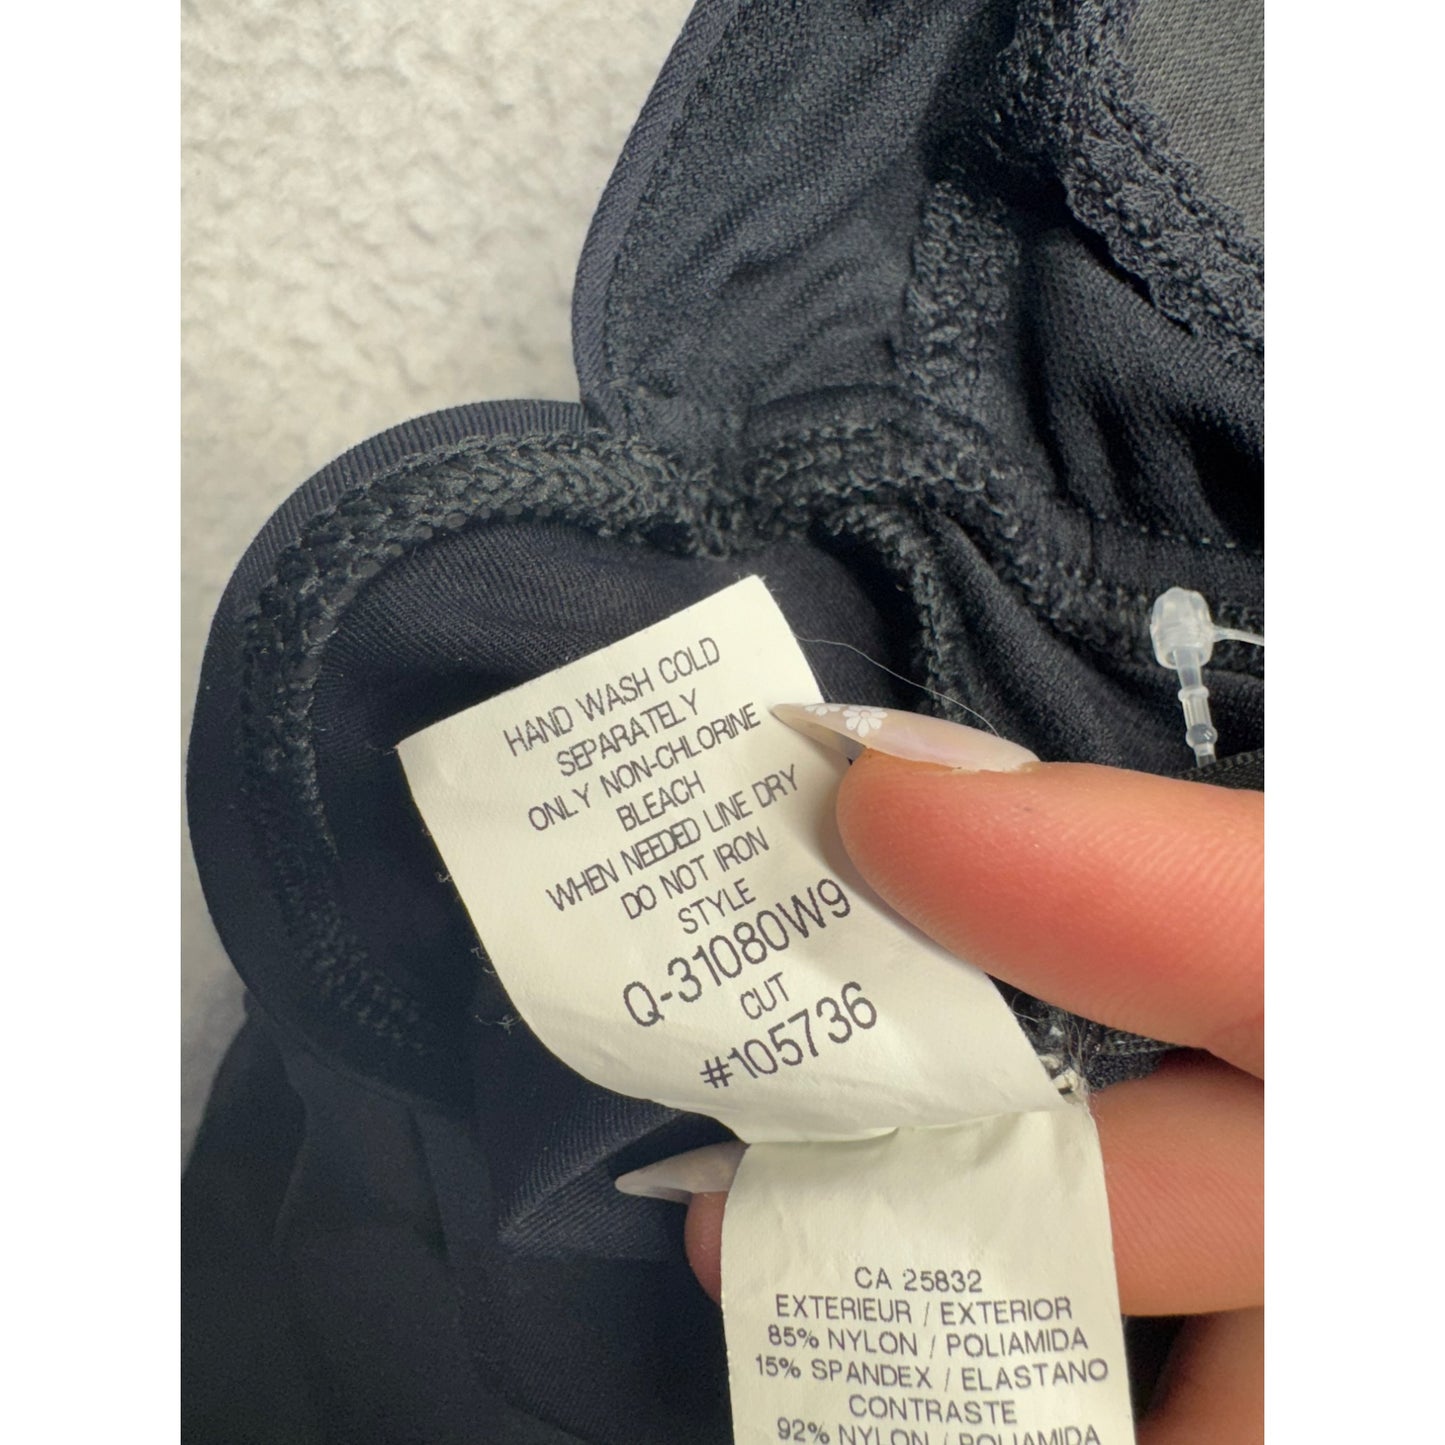 HAND WASH COLD
SEPARATELY
ONLY NON-CHLORINE
BLEACH
WHEN NEEDED LINE DRY
DO NOT IRON
STYLE
Q-31080W9
CUT
#105736
CA 25832
EXTERIEUR / EXTERIOR
85% NYLON / POLIAMIDA
15% SPANDEX / ELASTANO
CONTRASTE
92% NYLON / POLIAMIDA